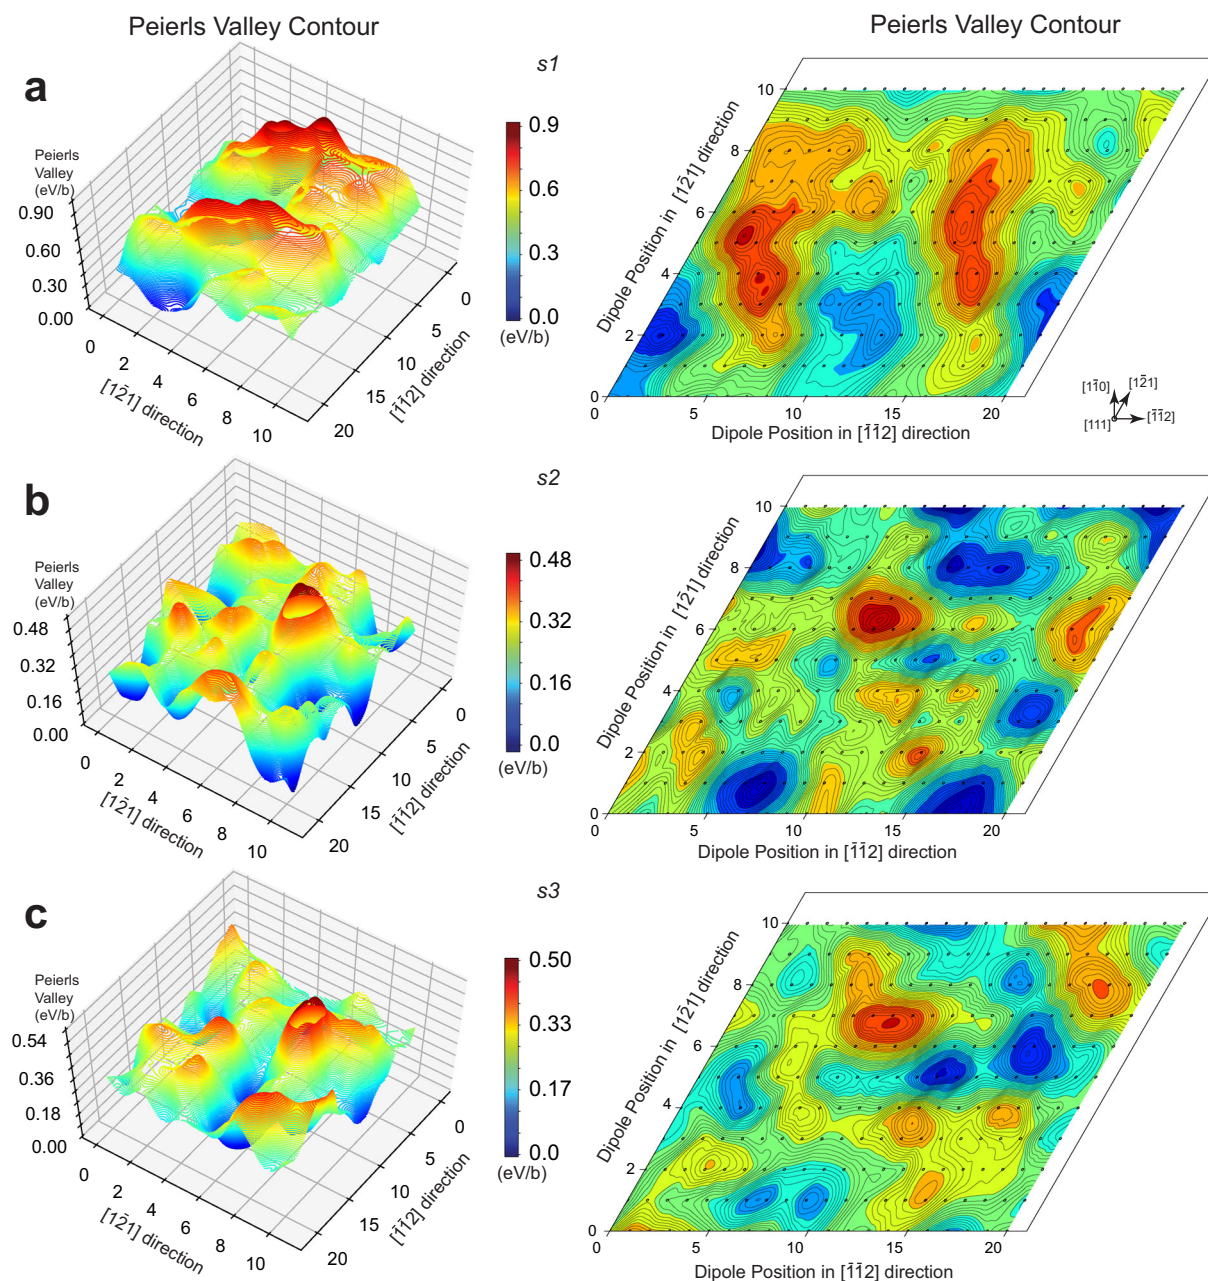 Peierls Valley Contour
Peierls Valley Contour
a
s1
Peierls
Valley
(eV/b)
0.90
0.60
0.30
0.00
0 2 4 6 8 10
[1̄21] direction
0 5 10 15 20
[1̄1̄2] direction
0.9
0.6
0.3
0.0
(eV/b)
Dipole Position in [12̄1] direction
10
8
6
4
2
0
0 5 10 15 20
Dipole Position in [1̄1̄2] direction
[11̄0]
[12̄1]
[111]
[1̄1̄2]
b
s2
Peierls
Valley
(eV/b)
0.48
0.32
0.16
0.00
0 2 4 6 8 10
[12̄1] direction
0 5 10 15 20
[1̄1̄2] direction
0.48
0.32
0.16
0.0
(eV/b)
Dipole Position in [12̄1] direction
10
8
6
4
2
0
0 5 10 15 20
Dipole Position in [1̄1̄2] direction
c
s3
Peierls
Valley
(eV/b)
0.54
0.36
0.18
0.00
0 2 4 6 8 10
[12̄1] direction
0 5 10 15 20
[1̄1̄2] direction
0.50
0.33
0.17
0.0
(eV/b)
Dipole Position in [12̄1] direction
10
8
6
4
2
0
0 5 10 15 20
Dipole Position in [1̄1̄2] direction